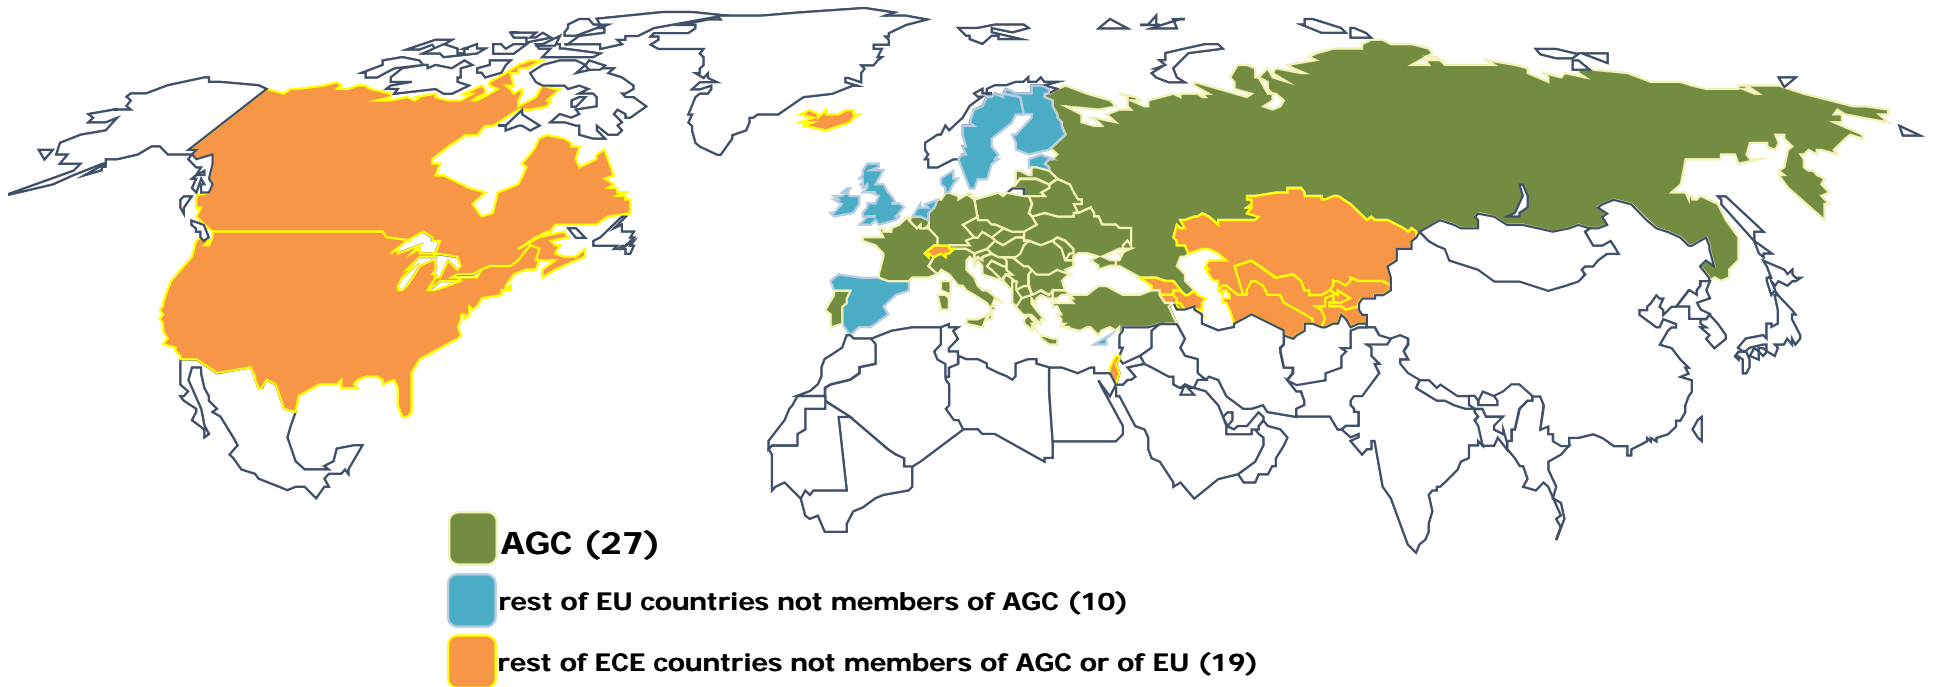 AGC (27)
rest of EU countries not members of AGC (10)
rest of ECE countries not members of AGC or of EU (19)